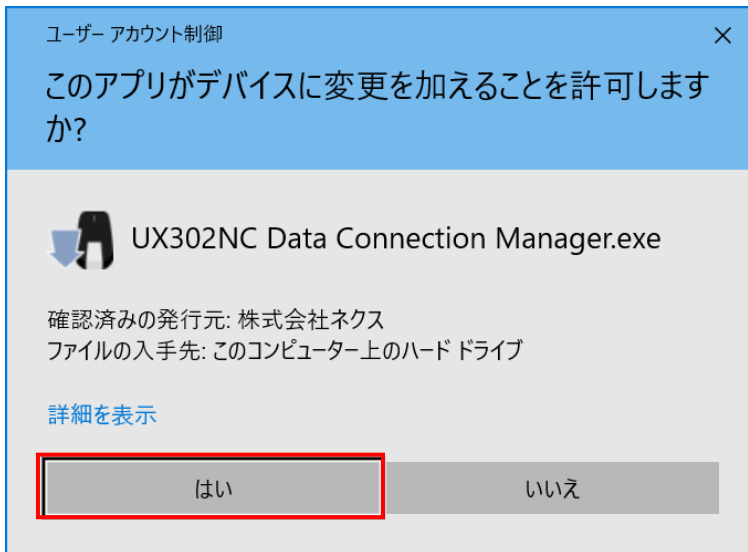 ユーザー アカウント制御
このアプリがデバイスに変更を加えることを許可します
か?
UX302NC Data Connection Manager.exe
確認済みの発行元: 株式会社ネクス
ファイルの入手先: このコンピューター上のハード ドライブ
詳細を表示
はい
いいえ